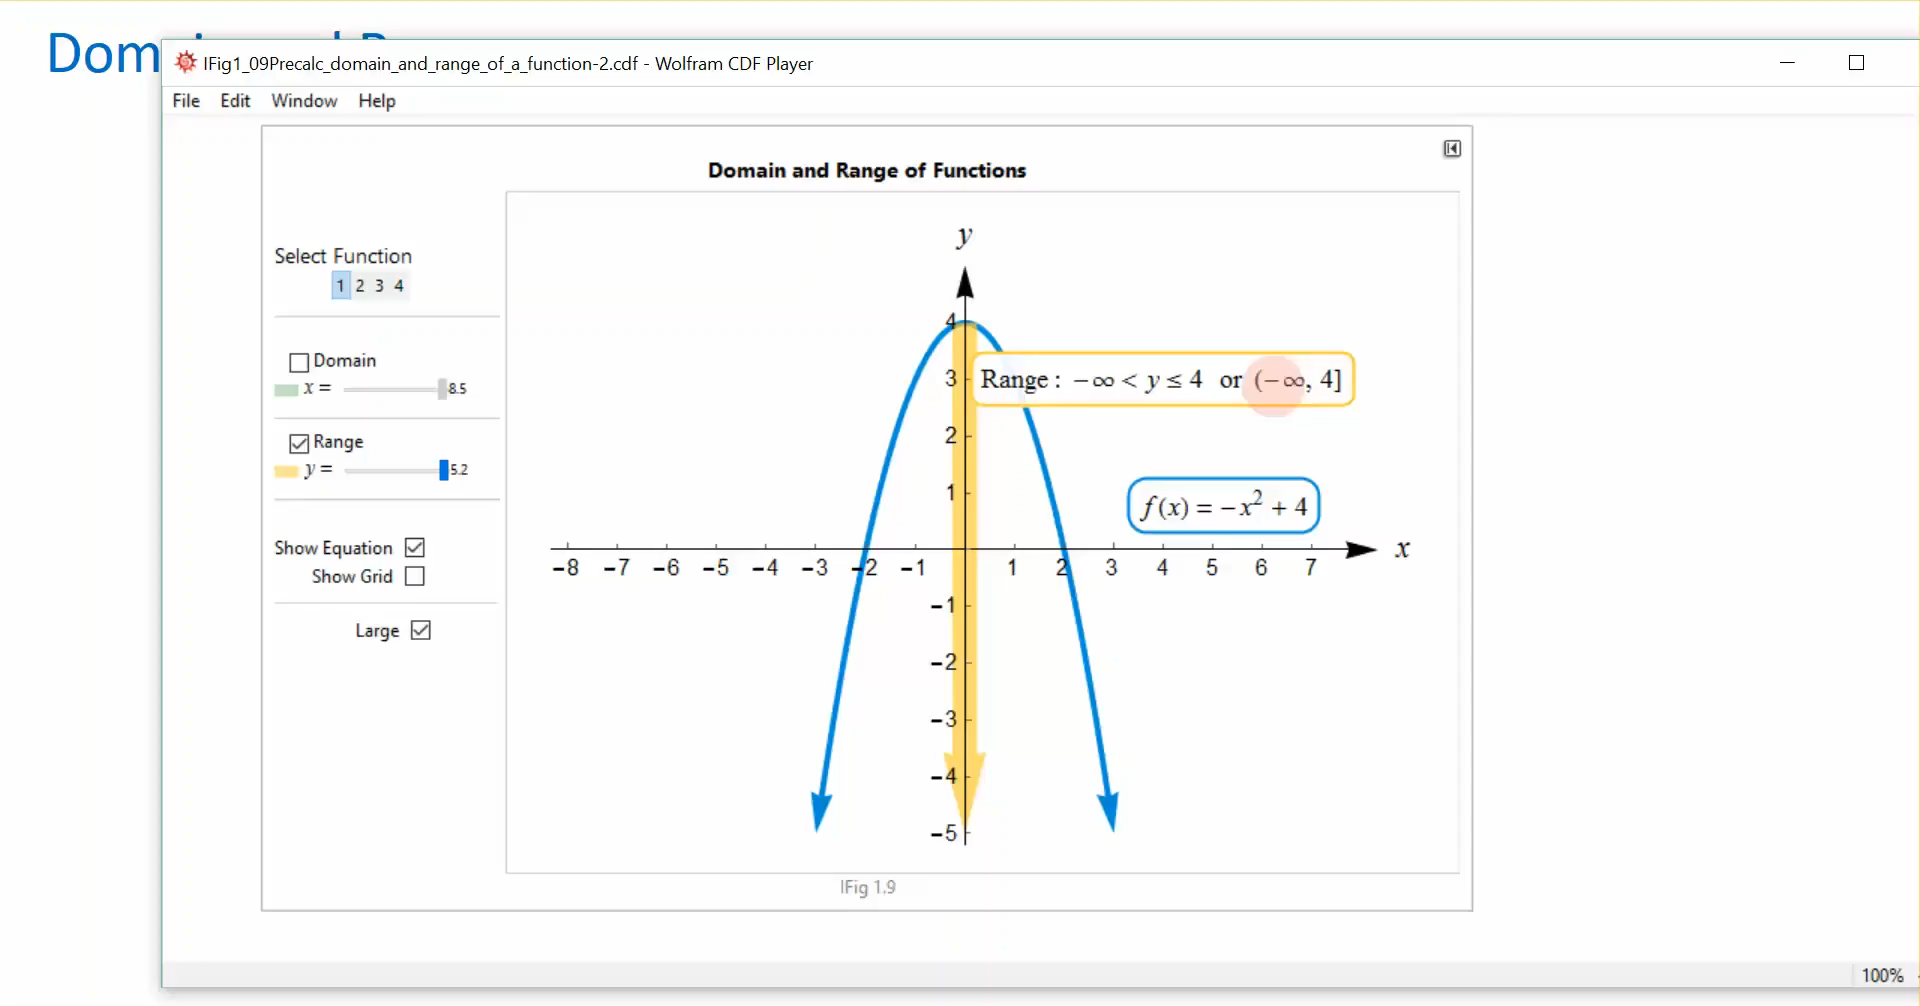 Dom
IFig1_09Precalc_domain_and_range_of_a_function-2.cdf - Wolfram CDF Player
File Edit Window Help
Domain and Range of Functions
Select Function
1 2 3 4
Domain
x = 8.5
Range
y = 5.2
Show Equation
Show Grid
Large
y
4
3
Range : −∞ < y ≤ 4 or (−∞, 4]
2
1
f(x) = −x² + 4
x
−8 −7 −6 −5 −4 −3 −2 −1 1 2 3 4 5 6 7
−1
−2
−3
−4
−5
IFig 1.9
100%